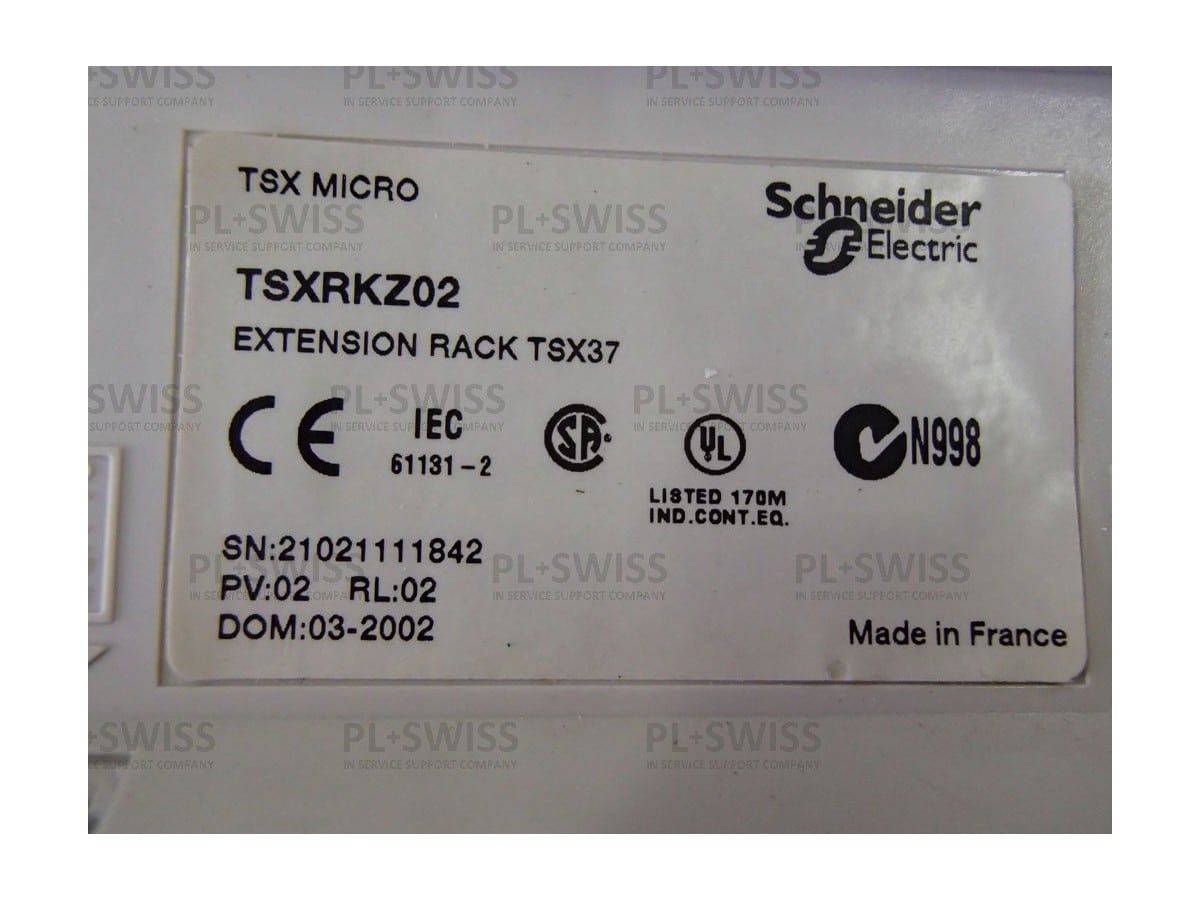 TSX MICRO
Schneider
Electric
TSXRKZ02
EXTENSION RACK TSX37
CE
IEC
61131-2
SA
UL
N998
LISTED 170M
IND.CONT.EQ.
SN:21021111842
PV:02 RL:02
DOM:03-2002
Made in France
PL+SWISS
IN SERVICE SUPPORT COMPANY